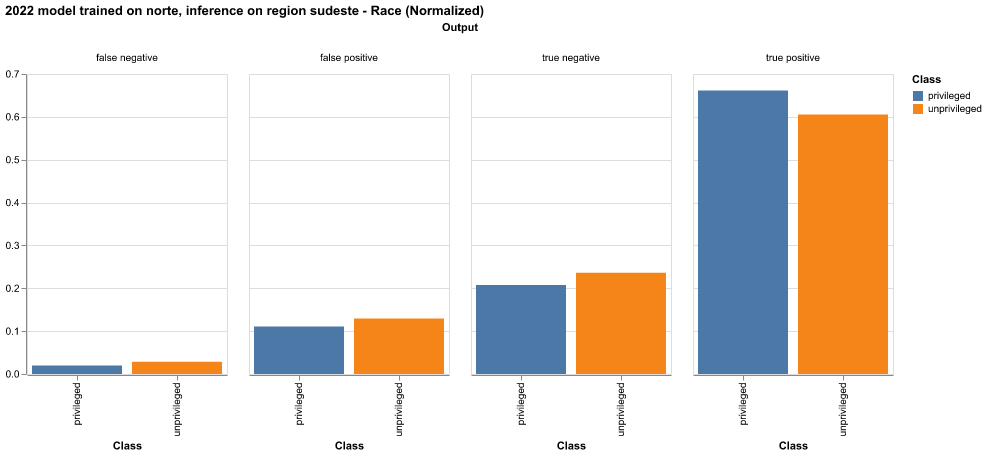 2022 model trained on norte, inference on region sudeste - Race (Normalized)
Output
false negative
false positive
true negative
true positive
0.7
0.6
0.5
0.4
0.3
0.2
0.1
0.0
privileged
unprivileged
privileged
unprivileged
privileged
unprivileged
privileged
unprivileged
Class
Class
Class
Class
Class
privileged
unprivileged